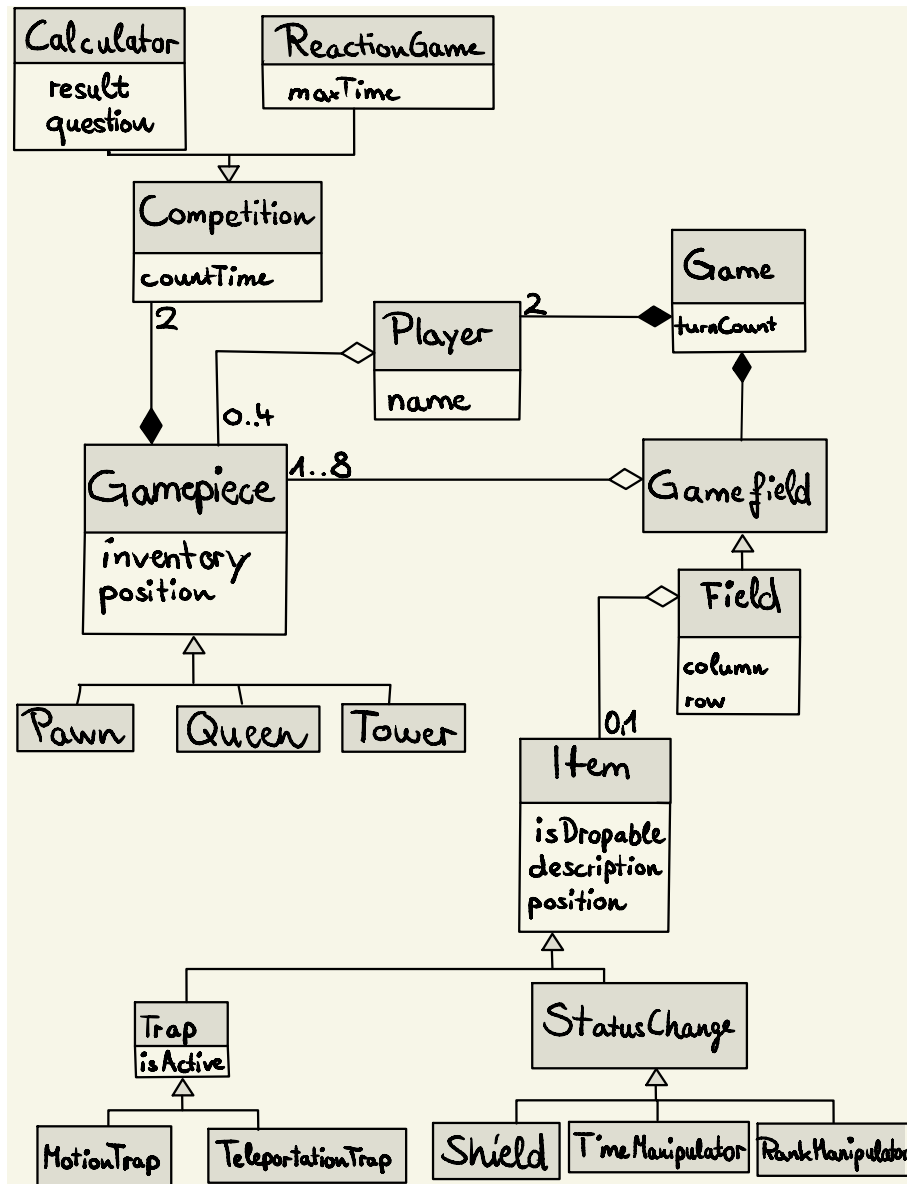 Calculator
result
question
ReactionGame
maxTime
Competition
countTime
2
Game
turnCount
2
Player
name
0..4
Gamepiece
inventory
position
1..8
Gamefield
Field
column
row
Pawn
Queen
Tower
0,1
Item
isDropable
description
position
Trap
isActive
StatusChange
MotionTrap
TeleportationTrap
Shield
TimeManipulator
RankManipulator